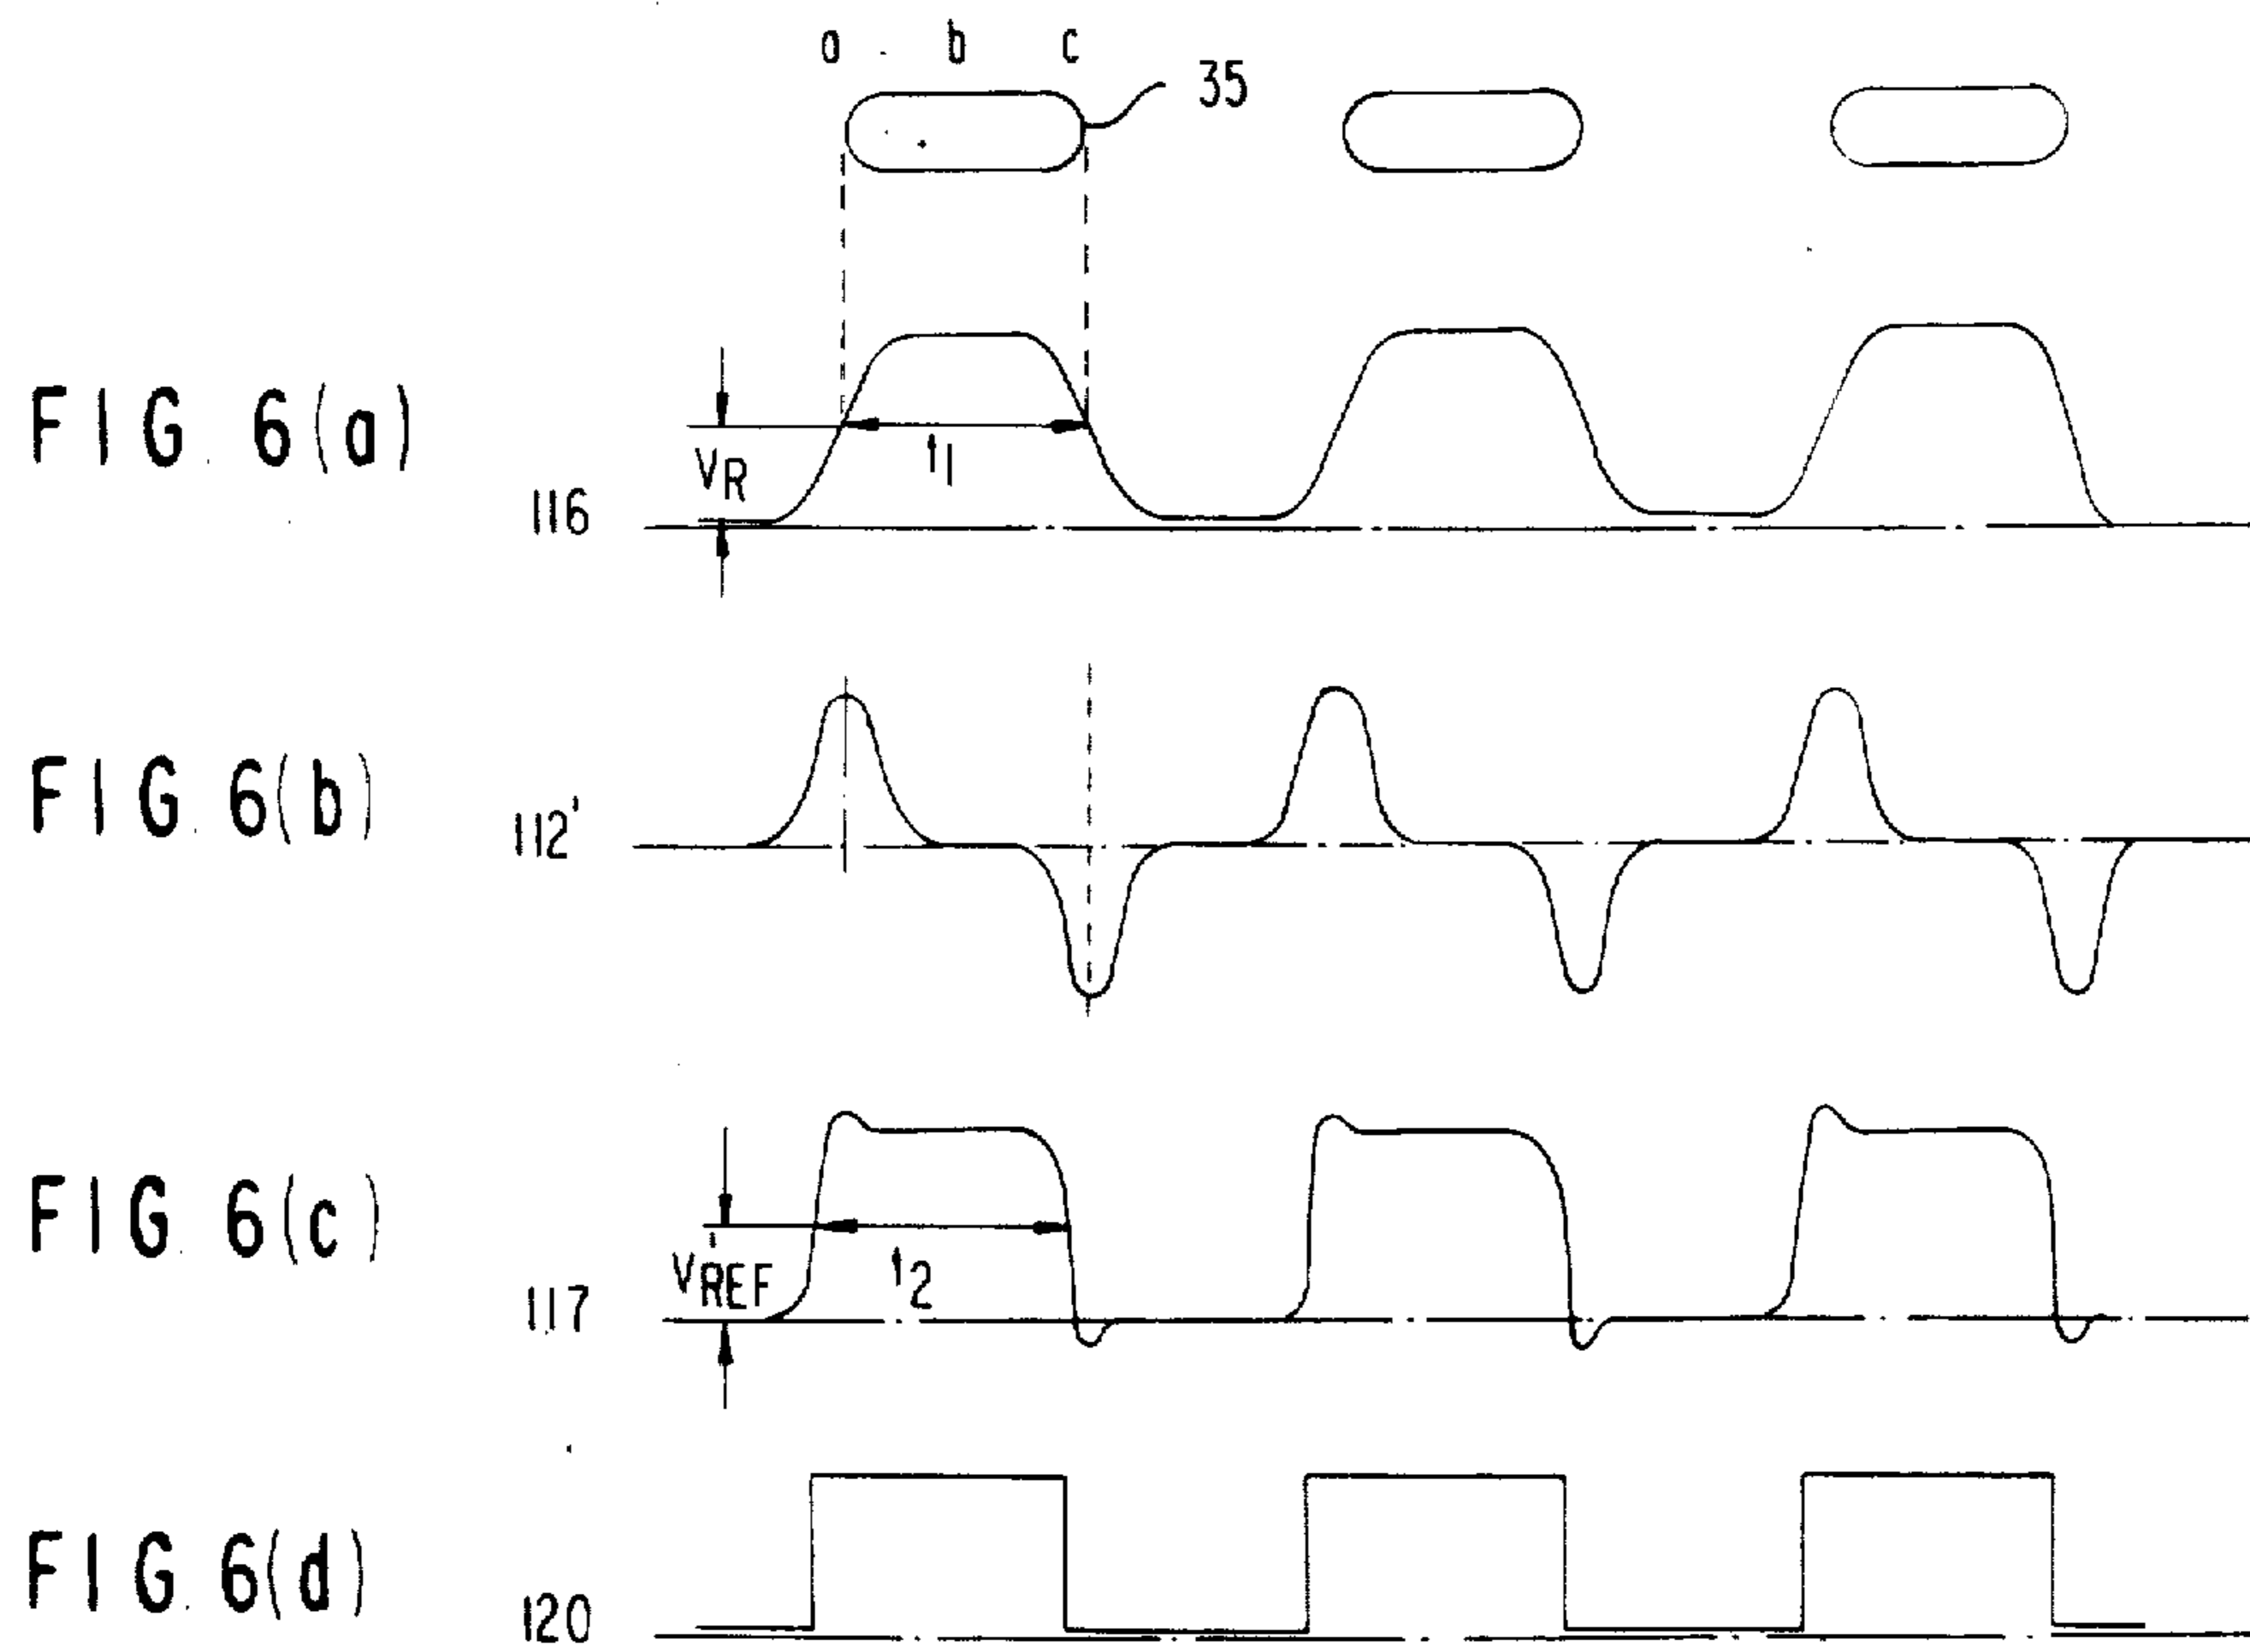 a b c
35
FIG. 6(a)
VR
t1
116
FIG. 6(b)
112'
FIG. 6(c)
VREF
t2
117
FIG. 6(d)
120